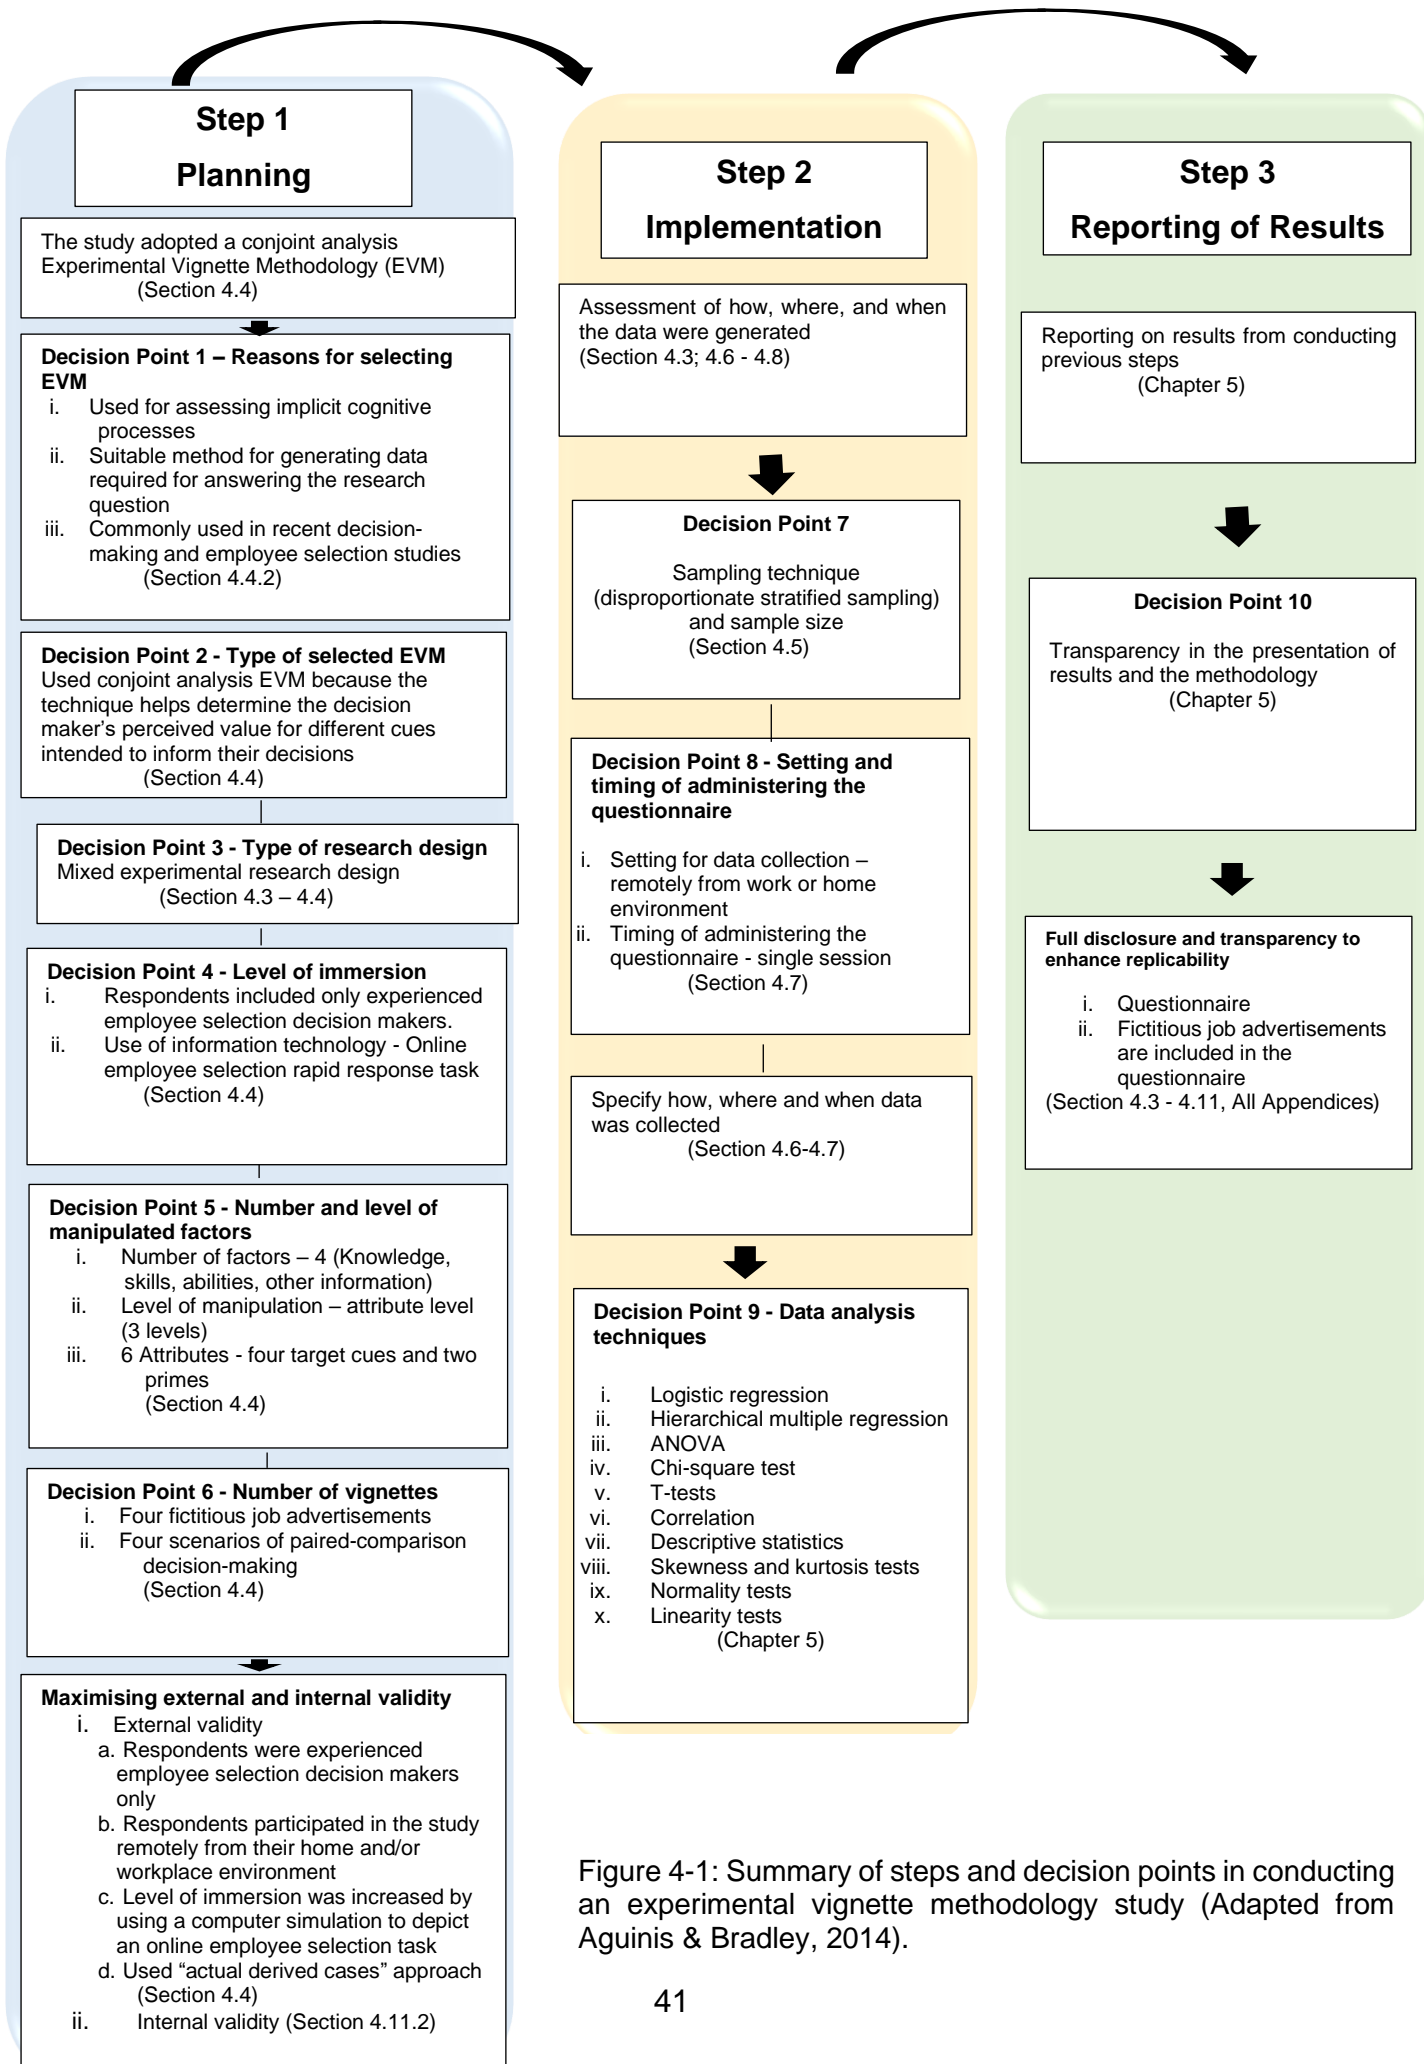 Step 1
Planning
The study adopted a conjoint analysis
Experimental Vignette Methodology (EVM)
(Section 4.4)
Decision Point 1 – Reasons for selecting
EVM
i. Used for assessing implicit cognitive
processes
ii. Suitable method for generating data
required for answering the research
question
iii. Commonly used in recent decision-
making and employee selection studies
(Section 4.4.2)
Decision Point 2 - Type of selected EVM
Used conjoint analysis EVM because the
technique helps determine the decision
maker’s perceived value for different cues
intended to inform their decisions
(Section 4.4)
Decision Point 3 - Type of research design
Mixed experimental research design
(Section 4.3 – 4.4)
Decision Point 4 - Level of immersion
i. Respondents included only experienced
employee selection decision makers.
ii. Use of information technology - Online
employee selection rapid response task
(Section 4.4)
Decision Point 5 - Number and level of
manipulated factors
i. Number of factors – 4 (Knowledge,
skills, abilities, other information)
ii. Level of manipulation – attribute level
(3 levels)
iii. 6 Attributes - four target cues and two
primes
(Section 4.4)
Decision Point 6 - Number of vignettes
i. Four fictitious job advertisements
ii. Four scenarios of paired-comparison
decision-making
(Section 4.4)
Maximising external and internal validity
i. External validity
a. Respondents were experienced
employee selection decision makers
only
b. Respondents participated in the study
remotely from their home and/or
workplace environment
c. Level of immersion was increased by
using a computer simulation to depict
an online employee selection task
d. Used “actual derived cases” approach
(Section 4.4)
ii. Internal validity (Section 4.11.2)
Step 2
Implementation
Assessment of how, where, and when
the data were generated
(Section 4.3; 4.6 - 4.8)
Decision Point 7
Sampling technique
(disproportionate stratified sampling)
and sample size
(Section 4.5)
Decision Point 8 - Setting and
timing of administering the
questionnaire
i. Setting for data collection –
remotely from work or home
environment
ii. Timing of administering the
questionnaire - single session
(Section 4.7)
Specify how, where and when data
was collected
(Section 4.6-4.7)
Decision Point 9 - Data analysis
techniques
i. Logistic regression
ii. Hierarchical multiple regression
iii. ANOVA
iv. Chi-square test
v. T-tests
vi. Correlation
vii. Descriptive statistics
viii. Skewness and kurtosis tests
ix. Normality tests
x. Linearity tests
(Chapter 5)
Step 3
Reporting of Results
Reporting on results from conducting
previous steps
(Chapter 5)
Decision Point 10
Transparency in the presentation of
results and the methodology
(Chapter 5)
Full disclosure and transparency to
enhance replicability
i. Questionnaire
ii. Fictitious job advertisements
are included in the
questionnaire
(Section 4.3 - 4.11, All Appendices)
Figure 4-1: Summary of steps and decision points in conducting
an experimental vignette methodology study (Adapted from
Aguinis & Bradley, 2014).
41